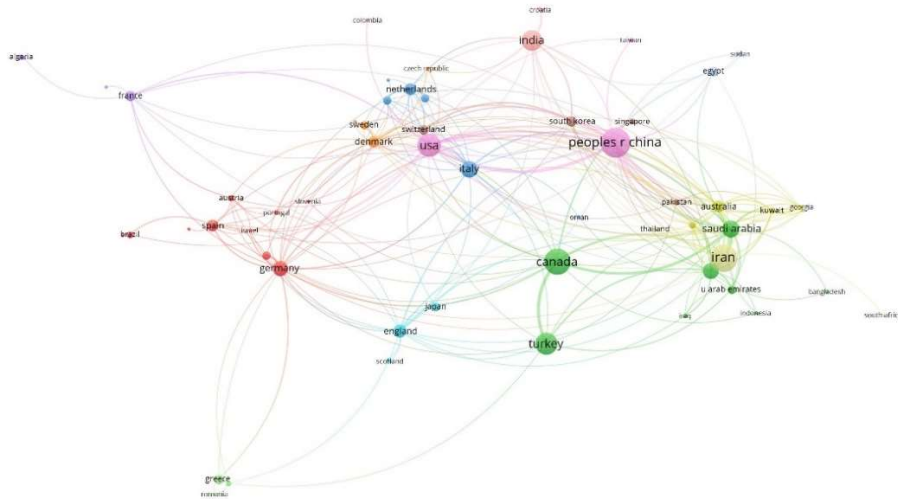 croatia
colombia
india
taiwan
algeria
sudan
czech republic
egypt
netherlands
france
sweden
switzerland
south korea
singapore
denmark
usa
peoples r china
italy
austria
slovenia
pakistan
australia
kuwait
georgia
portugal
oman
spain
thailand
saudi arabia
brazil
israel
iran
canada
germany
u arab emirates
bangladesh
japan
iraq
indonesia
south afric
england
turkey
scotland
greece
romania